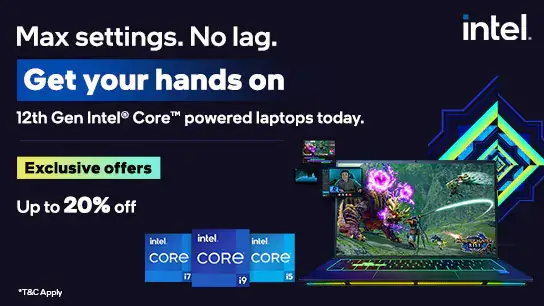 intel.
Max settings. No lag.
Get your hands on
12th Gen Intel® Core™ powered laptops today.
Exclusive offers
Up to 20% off
intel
CORE
i7
intel
CORE
i9
intel
CORE
i5
*T&C Apply